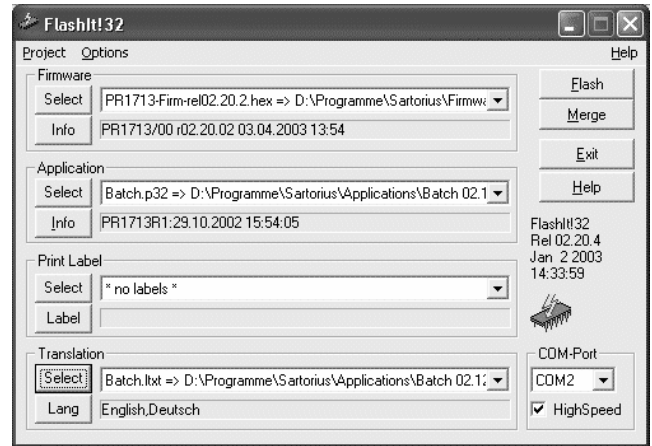 FlashIt!32
Project Options Help
Firmware
Select PR1713-Firm-rel02.20.2.hex => D:\Programme\Sartorius\Firmwa
Info PR1713/00 r02.20.02 03.04.2003 13:54
Application
Select Batch.p32 => D:\Programme\Sartorius\Applications\Batch 02.1
Info PR1713R1:29.10.2002 15:54:05
Print Label
Select * no labels *
Label
Translation
Select Batch.ltxt => D:\Programme\Sartorius\Applications\Batch 02.12
Lang English,Deutsch
Flash
Merge
Exit
Help
FlashIt!32
Rel 02.20.4
Jan 2 2003
14:33:59
COM-Port
COM2
HighSpeed